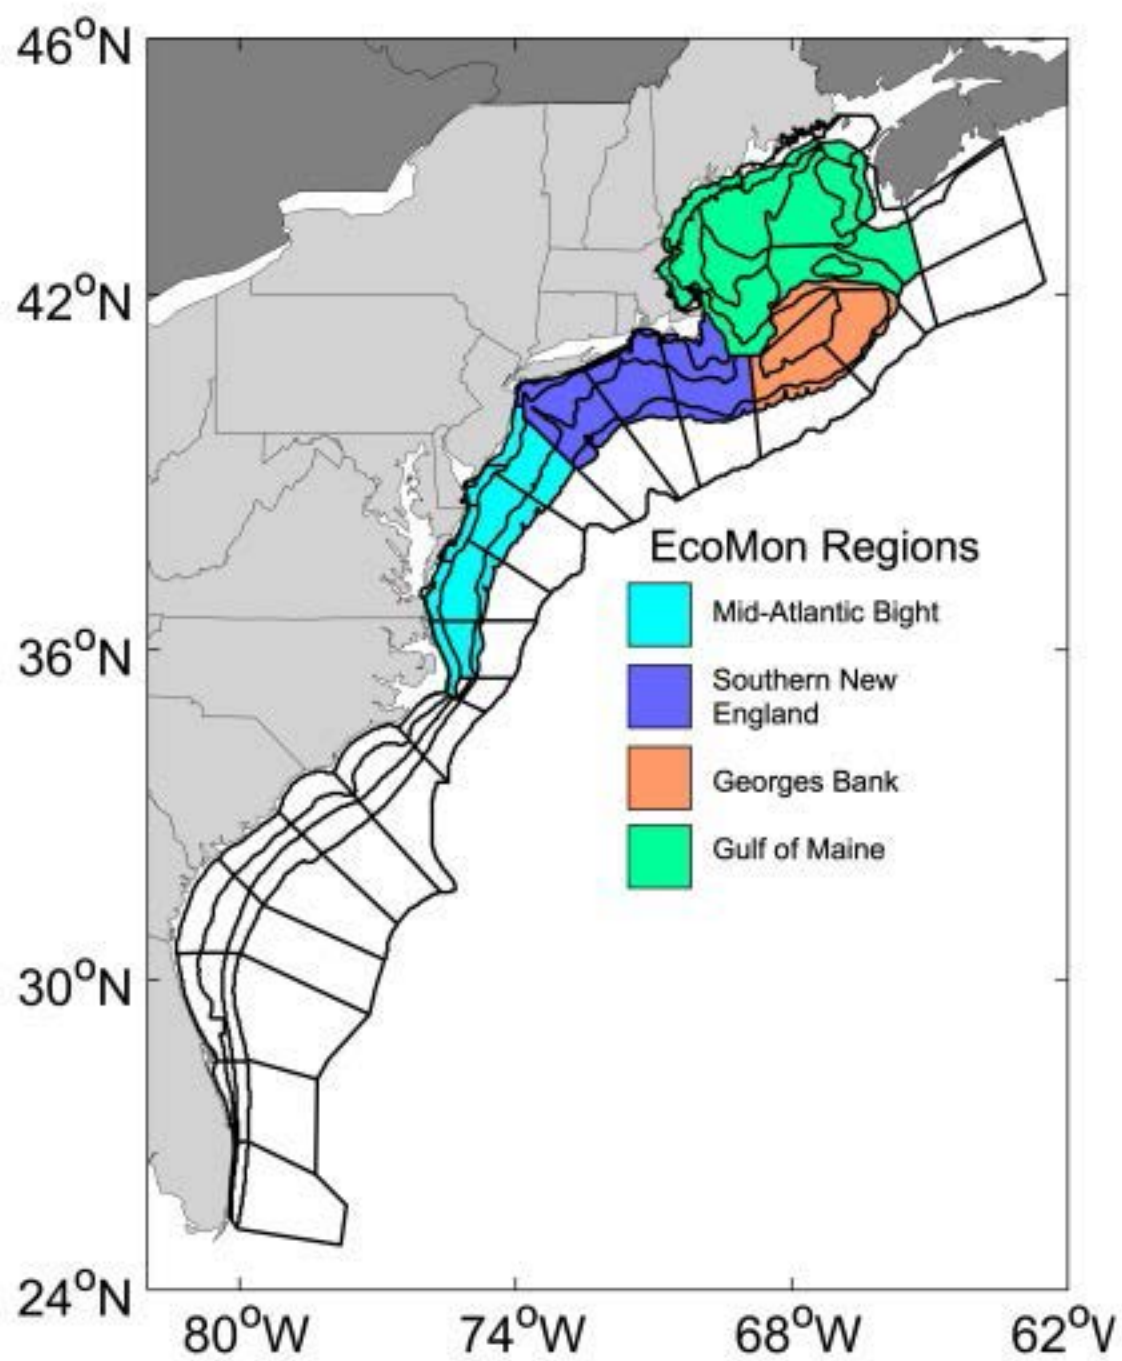 46°N
42°N
36°N
30°N
24°N
80°W
74°W
68°W
62°W
EcoMon Regions
Mid-Atlantic Bight
Southern New
England
Georges Bank
Gulf of Maine